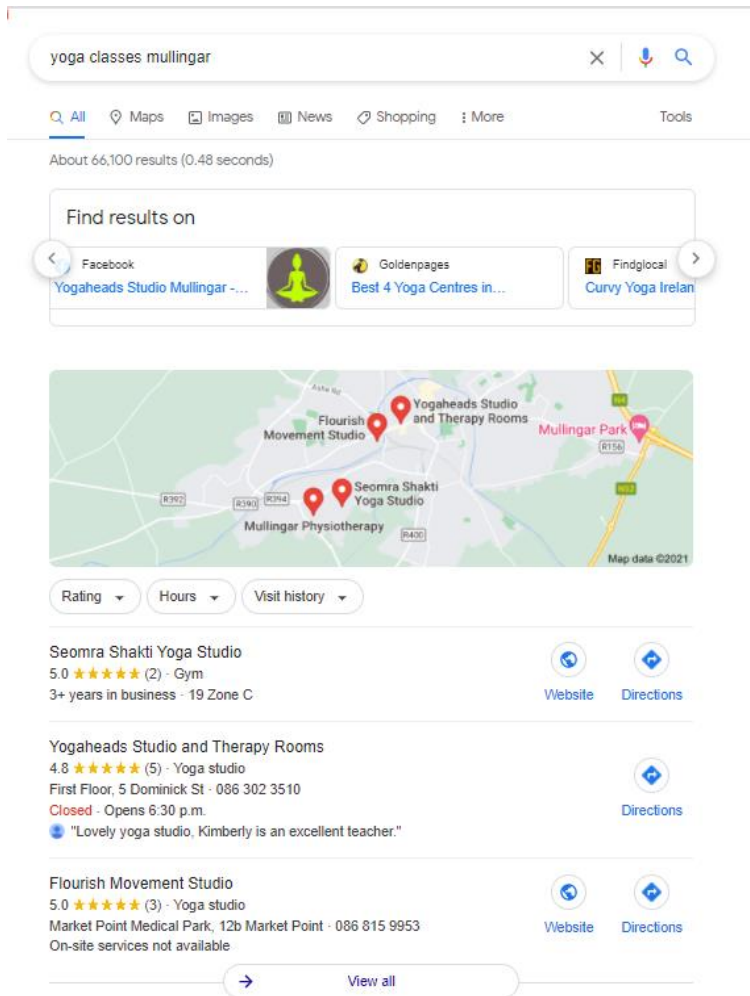 yoga classes mullingar
All Maps Images News Shopping More Tools
About 66,100 results (0.48 seconds)
Find results on
Facebook
Yogaheads Studio Mullingar -...
Goldenpages
Best 4 Yoga Centres in...
FG Findglocal
Curvy Yoga Irelan
Ashe Rd
Yogaheads Studio
and Therapy Rooms
Flourish
Movement Studio
Mullingar Park
N4
R156
Seomra Shakti
Yoga Studio
R392
R390
R394
N52
Mullingar Physiotherapy
R400
Map data ©2021
Rating Hours Visit history
Seomra Shakti Yoga Studio
5.0 ★★★★★ (2) · Gym
3+ years in business · 19 Zone C
Website Directions
Yogaheads Studio and Therapy Rooms
4.8 ★★★★★ (5) · Yoga studio
First Floor, 5 Dominick St · 086 302 3510
Closed · Opens 6:30 p.m.
Directions
"Lovely yoga studio, Kimberly is an excellent teacher."
Flourish Movement Studio
5.0 ★★★★★ (3) · Yoga studio
Market Point Medical Park, 12b Market Point · 086 815 9953
On-site services not available
Website Directions
View all